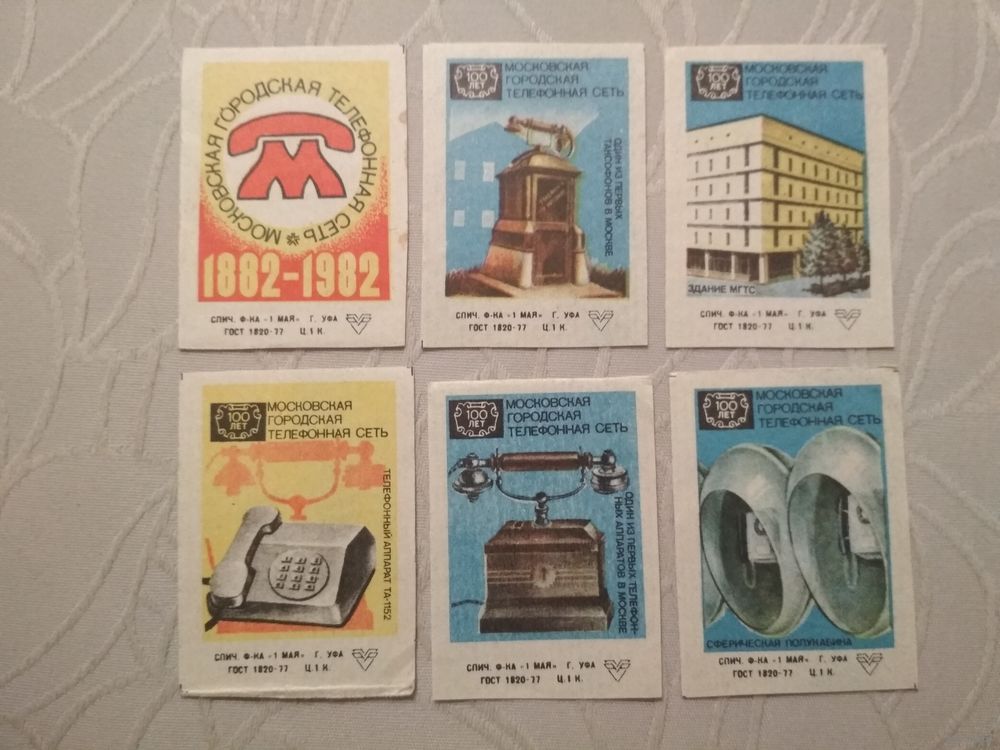 МОСКОВСКАЯ ГОРОДСКАЯ ТЕЛЕФОННАЯ СЕТЬ
М
1882-1982
СПИЧ. Ф-КА «1 МАЯ» Г. УФА
ГОСТ 1820-77 Ц.1 К.
100
ЛЕТ
МОСКОВСКАЯ
ГОРОДСКАЯ
ТЕЛЕФОННАЯ СЕТЬ
ОДИН ИЗ ПЕРВЫХ
ТАКСОФОНОВ В МОСКВЕ
СПИЧ. Ф-КА «1 МАЯ» Г. УФА
ГОСТ 1820-77 Ц.1 К.
100
ЛЕТ
МОСКОВСКАЯ
ГОРОДСКАЯ
ТЕЛЕФОННАЯ СЕТЬ
ЗДАНИЕ МГТС
СПИЧ. Ф-КА «1 МАЯ» Г. УФА
ГОСТ 1820-77 Ц.1 К.
100
ЛЕТ
МОСКОВСКАЯ
ГОРОДСКАЯ
ТЕЛЕФОННАЯ СЕТЬ
ТЕЛЕФОННЫЙ АППАРАТ ТА-1152
СПИЧ. Ф-КА «1 МАЯ» Г. УФА
ГОСТ 1820-77 Ц.1 К.
100
ЛЕТ
МОСКОВСКАЯ
ГОРОДСКАЯ
ТЕЛЕФОННАЯ СЕТЬ
ОДИН ИЗ ПЕРВЫХ ТЕЛЕФОН-
НЫХ АППАРАТОВ В МОСКВЕ
СПИЧ. Ф-КА «1 МАЯ» Г. УФА
ГОСТ 1820-77 Ц.1 К.
100
ЛЕТ
МОСКОВСКАЯ
ГОРОДСКАЯ
ТЕЛЕФОННАЯ СЕТЬ
СФЕРИЧЕСКАЯ ПОЛУКАБИНА
СПИЧ. Ф-КА «1 МАЯ» Г. УФА
ГОСТ 1820-77 Ц.1 К.